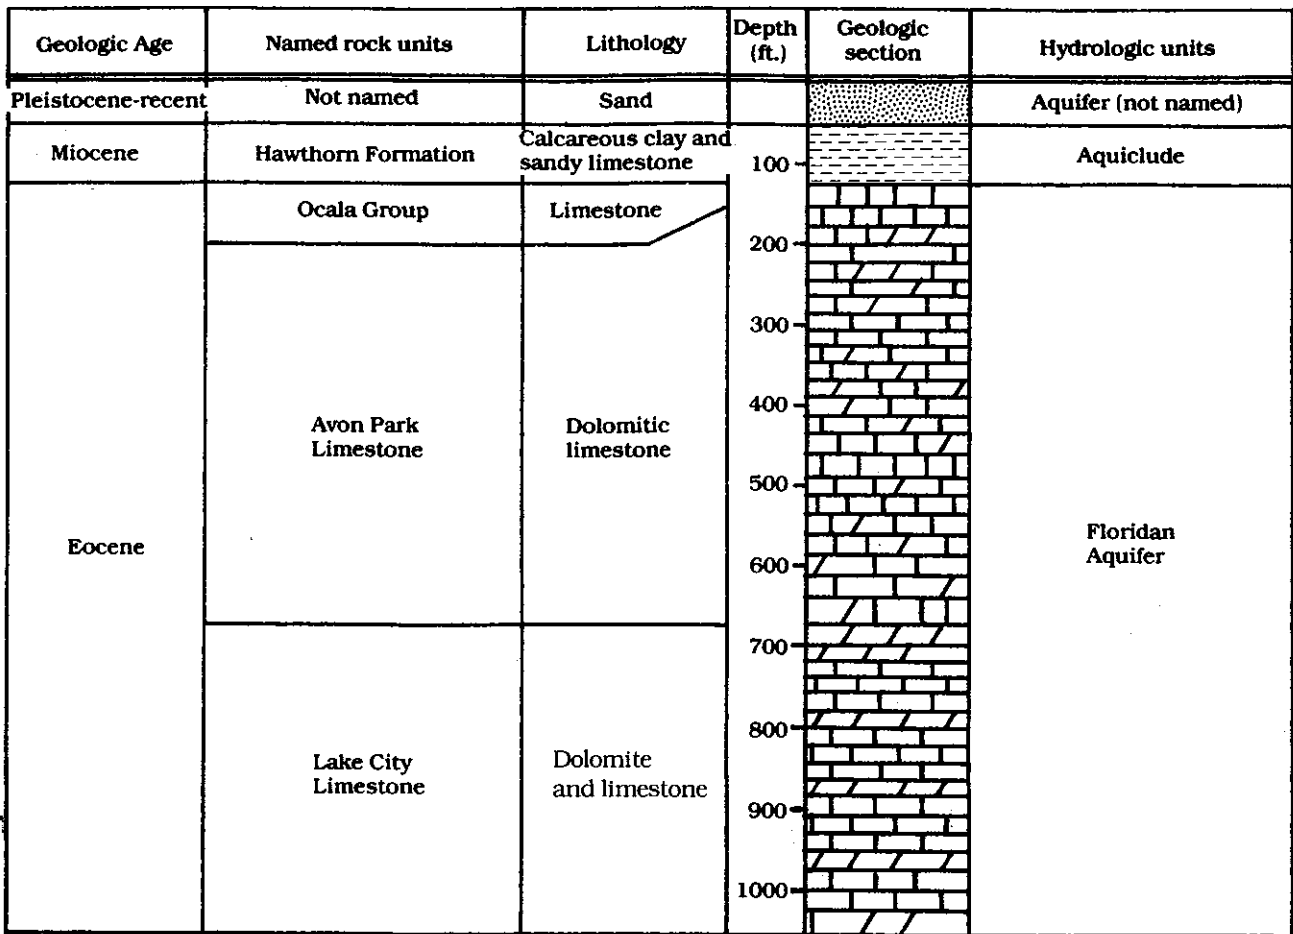 Geologic Age
Named rock units
Lithology
Depth
(ft.)
Geologic
section
Hydrologic units
Pleistocene-recent
Not named
Sand
Aquifer (not named)
Miocene
Hawthorn Formation
Calcareous clay and
sandy limestone
100
Aquiclude
Eocene
Ocala Group
Limestone
Avon Park
Limestone
Dolomitic
limestone
Lake City
Limestone
Dolomite
and limestone
200
300
400
500
600
700
800
900
1000
Floridan
Aquifer